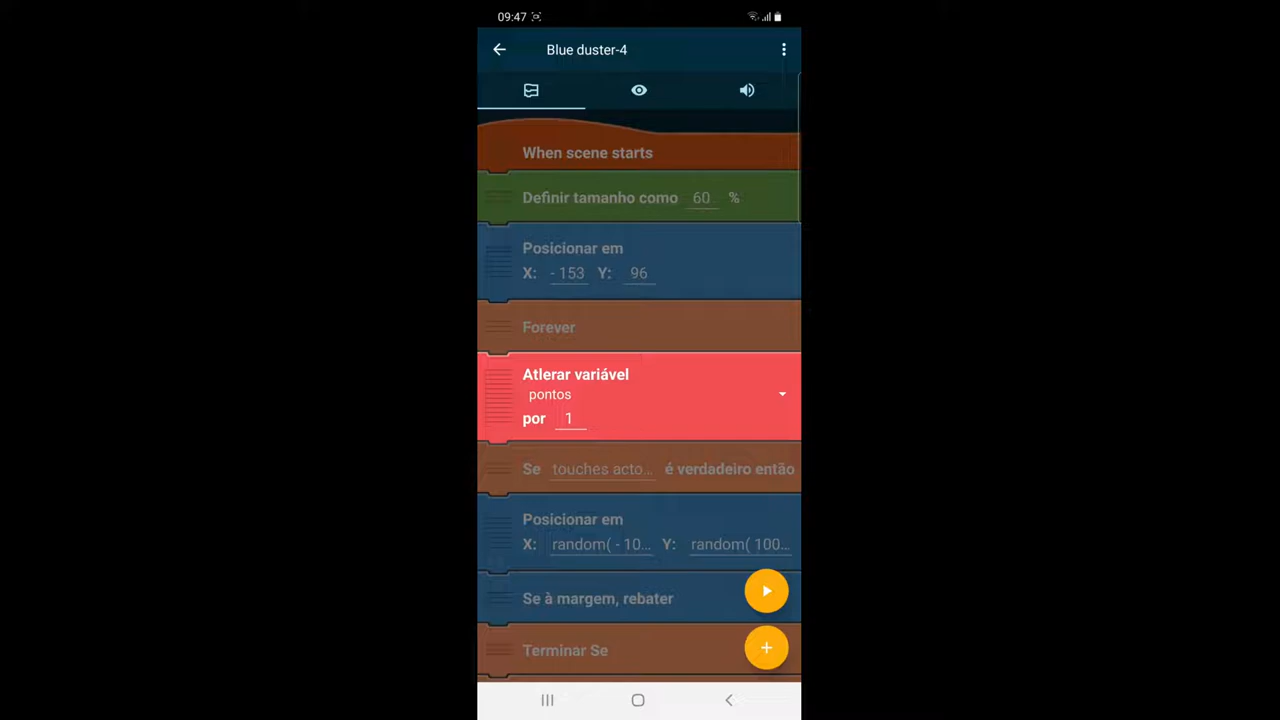 09:47
Blue duster-4
When scene starts
Definir tamanho como 60 %
Posicionar em
X: - 153 Y: 96
Forever
Atlerar variável
pontos
por 1
Se touches acto... é verdadeiro então
Posicionar em
X: random( - 10... Y: random( 100...
Se à margem, rebater
Terminar Se